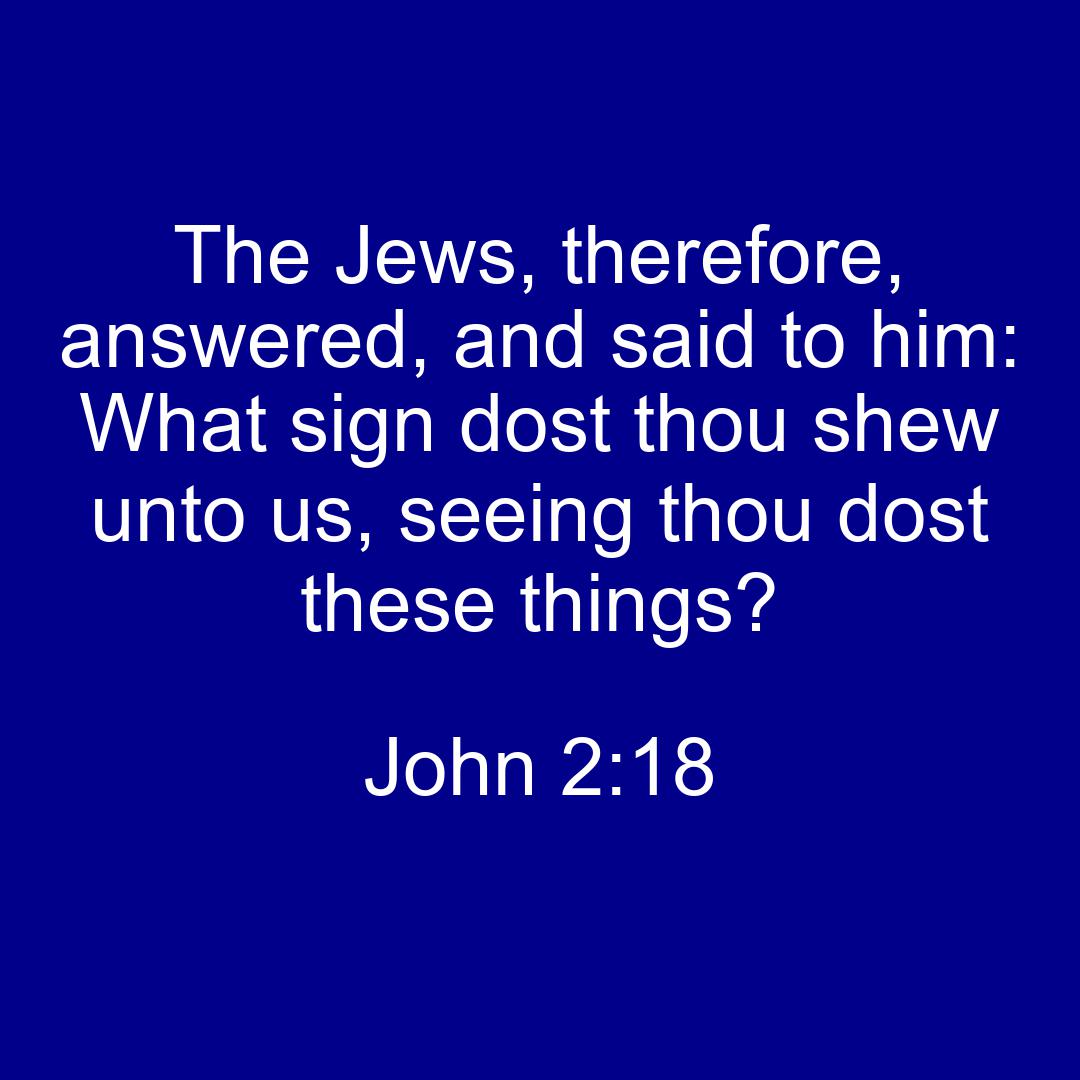 The Jews, therefore,
answered, and said to him:
What sign dost thou shew
unto us, seeing thou dost
these things?
John 2:18